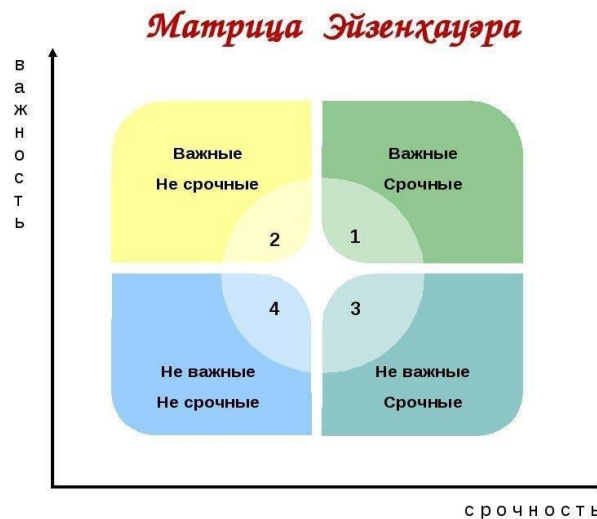 Матрица Эйзенхауэра
важность
Важные
Не срочные
2
Важные
Срочные
1
4
Не важные
Не срочные
3
Не важные
Срочные
срочность